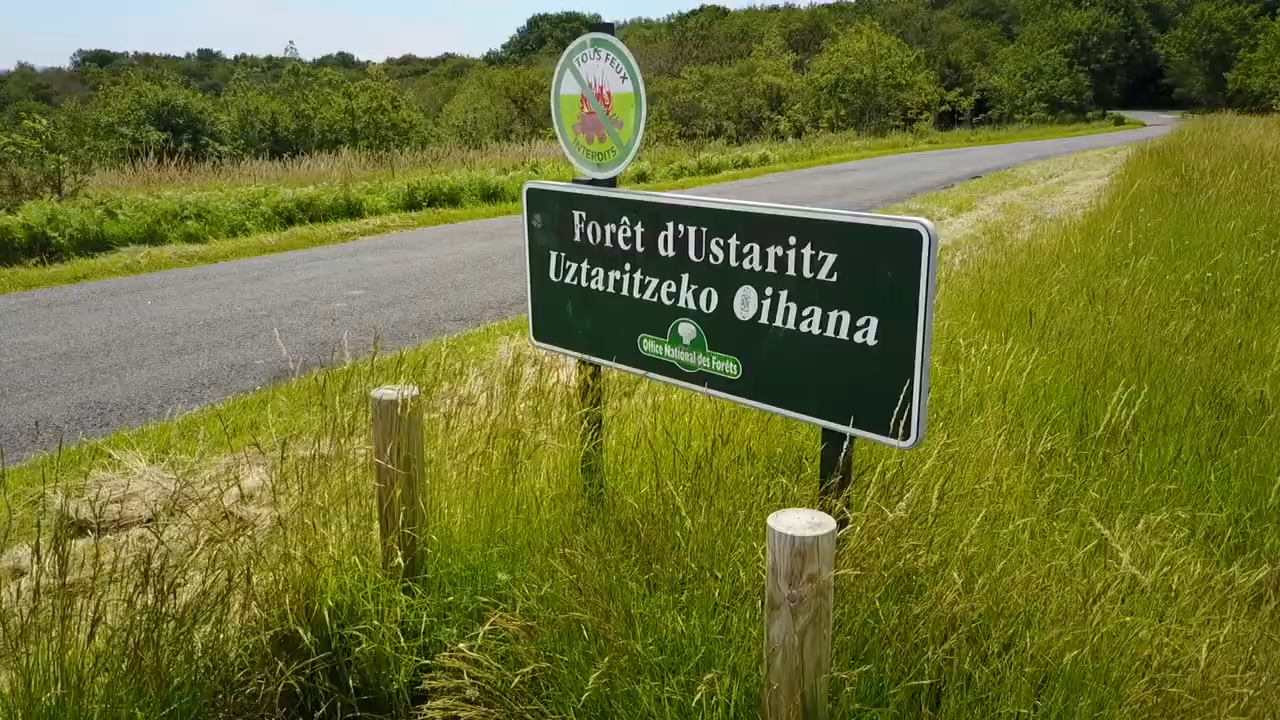 TOUS FEUX
INTERDITS
Forêt d'Ustaritz
Uztaritzeko Oihana
Office National des Forêts